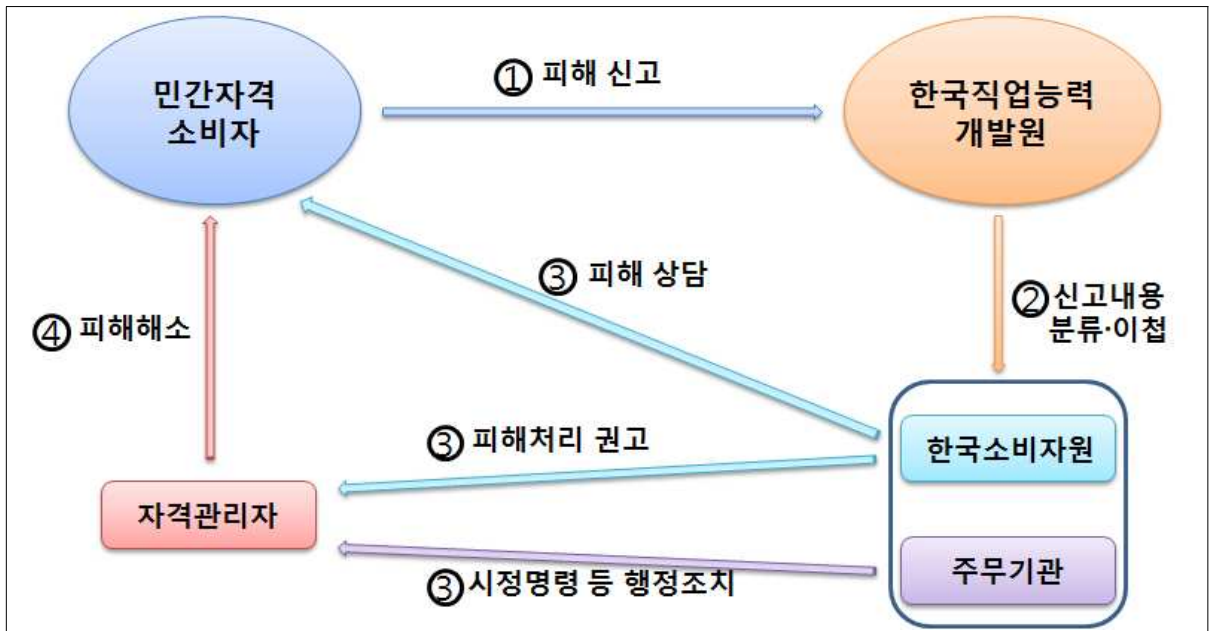 민간자격
소비자
① 피해 신고
한국직업능력
개발원
③ 피해 상담
② 신고내용
분류·이첩
④ 피해해소
③ 피해처리 권고
한국소비자원
자격관리자
③ 시정명령 등 행정조치
주무기관